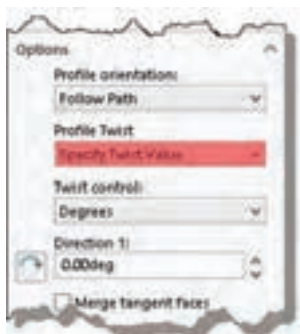 Options
Profile orientation:
Follow Path
Profile Twist
Specify Twist Value
Twist control:
Degrees
Direction 1:
0.00deg
Merge tangent faces